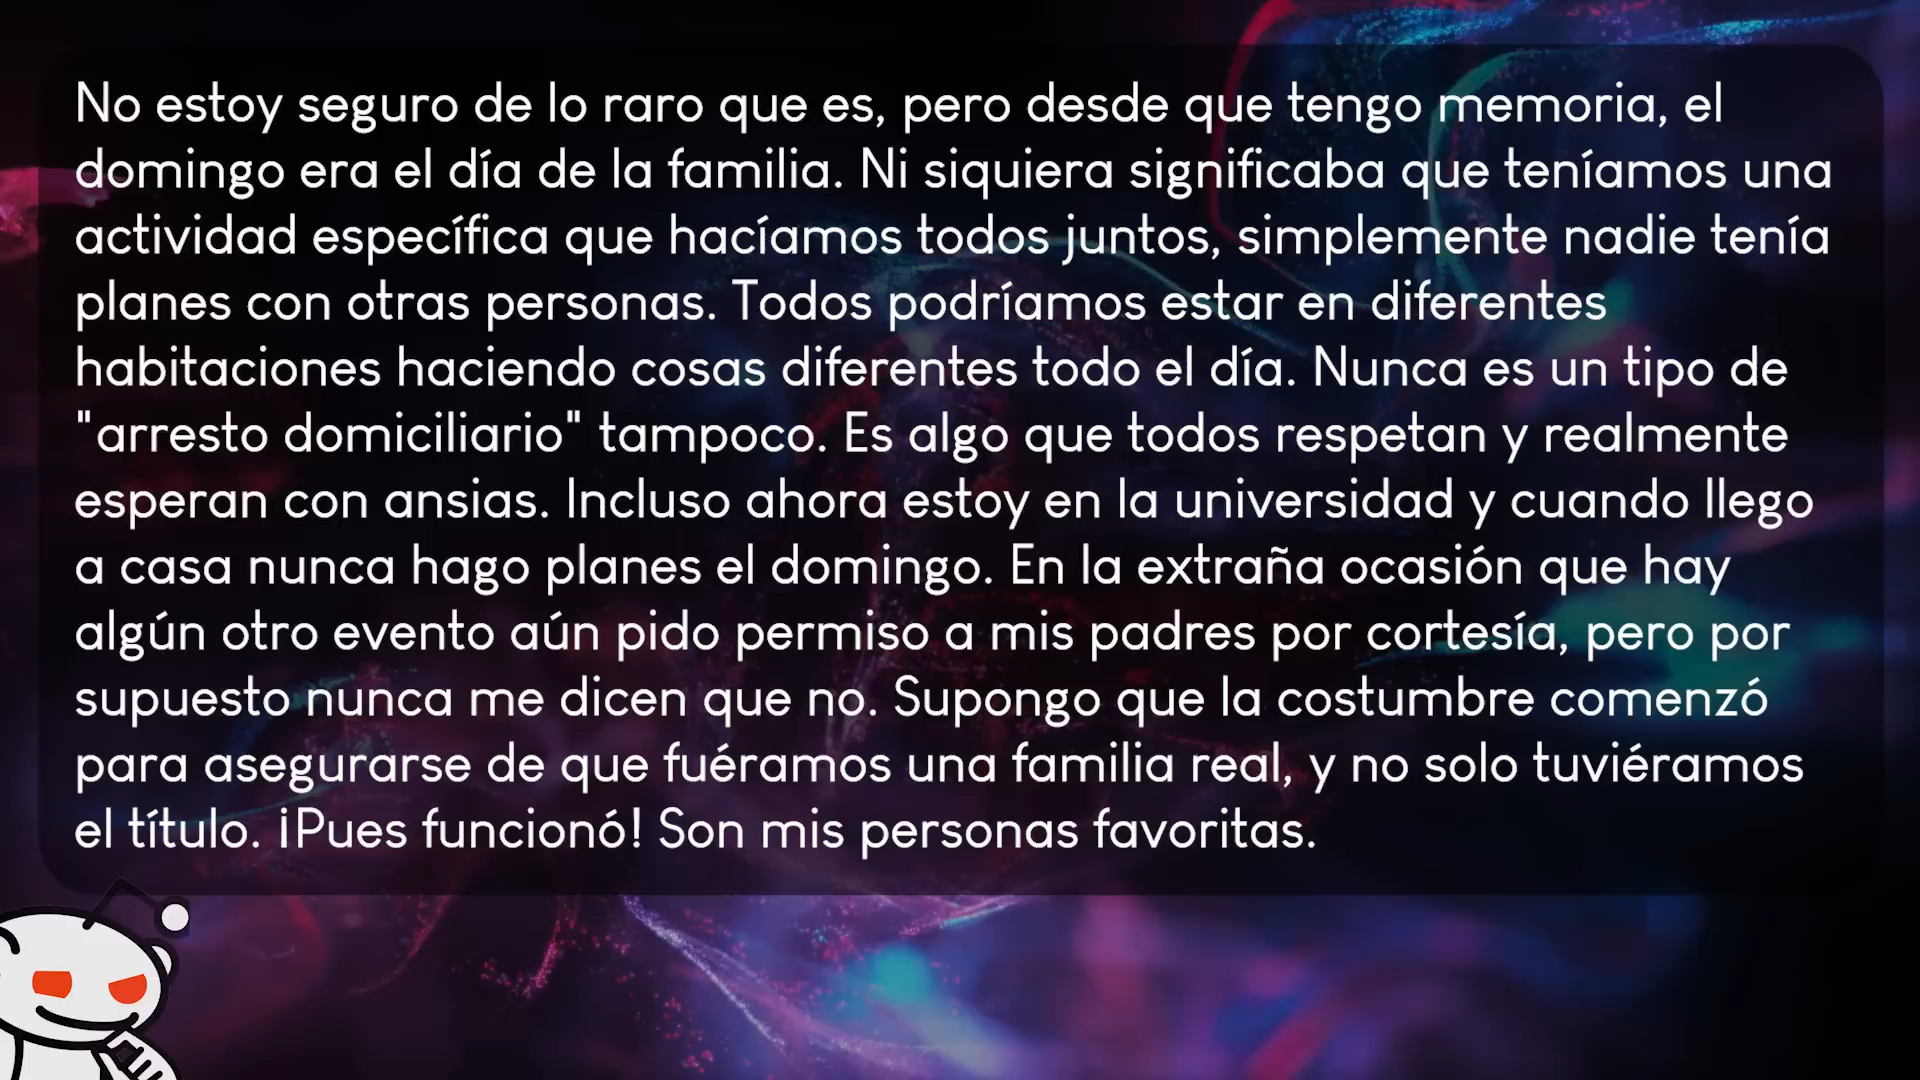 No estoy seguro de lo raro que es, pero desde que tengo memoria, el
domingo era el día de la familia. Ni siquiera significaba que teníamos una
actividad específica que hacíamos todos juntos, simplemente nadie tenía
planes con otras personas. Todos podríamos estar en diferentes
habitaciones haciendo cosas diferentes todo el día. Nunca es un tipo de
"arresto domiciliario" tampoco. Es algo que todos respetan y realmente
esperan con ansias. Incluso ahora estoy en la universidad y cuando llego
a casa nunca hago planes el domingo. En la extraña ocasión que hay
algún otro evento aún pido permiso a mis padres por cortesía, pero por
supuesto nunca me dicen que no. Supongo que la costumbre comenzó
para asegurarse de que fuéramos una familia real, y no solo tuviéramos
el título. ¡Pues funcionó! Son mis personas favoritas.